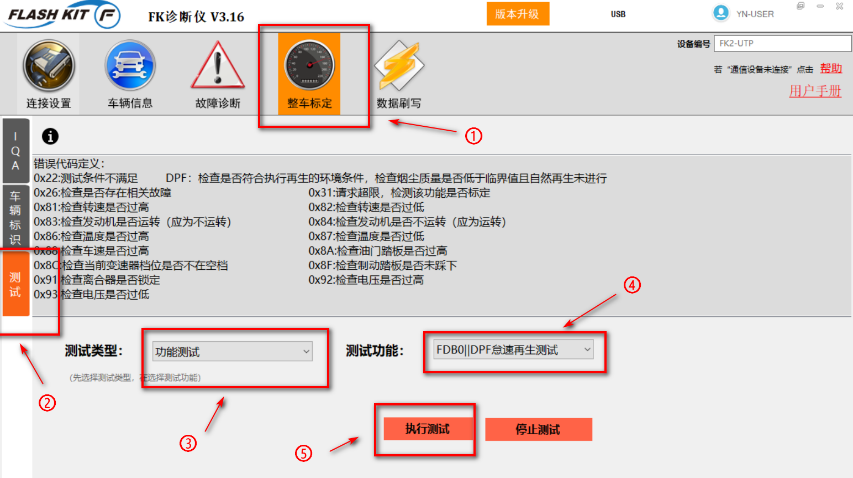 FLASH KIT F
FK诊断仪 V3.16
版本升级
USB
YN-USER
设备编号
FK2-UTP
若“通信设备未连接”点击 帮助
用户手册
连接设置
车辆信息
故障诊断
整车标定
数据刷写
①
IQA
车辆标识
测试
错误代码定义：
0x22:测试条件不满足 DPF：检查是否符合执行再生的环境条件，检查烟尘质量是否低于临界值且自然再生未进行
0x26:检查是否存在相关故障 0x31:请求超限，检测该功能是否标定
0x81:检查转速是否过高 0x82:检查转速是否过低
0x83:检查发动机是否运转（应为不运转） 0x84:检查发动机是否不运转（应为运转）
0x86:检查温度是否过高 0x87:检查温度是否过低
0x88:检查车速是否过高 0x8A:检查油门踏板是否过高
0x8C:检查当前变速器档位是否不在空档 0x8F:检查制动踏板是否未踩下
0x91:检查离合器是否锁定 0x92:检查电压是否过高
0x93:检查电压是否过低
④
测试类型：
功能测试
测试功能：
FDB0||DPF怠速再生测试
(先选择测试类型，在选择测试功能)
②
③
⑤
执行测试
停止测试